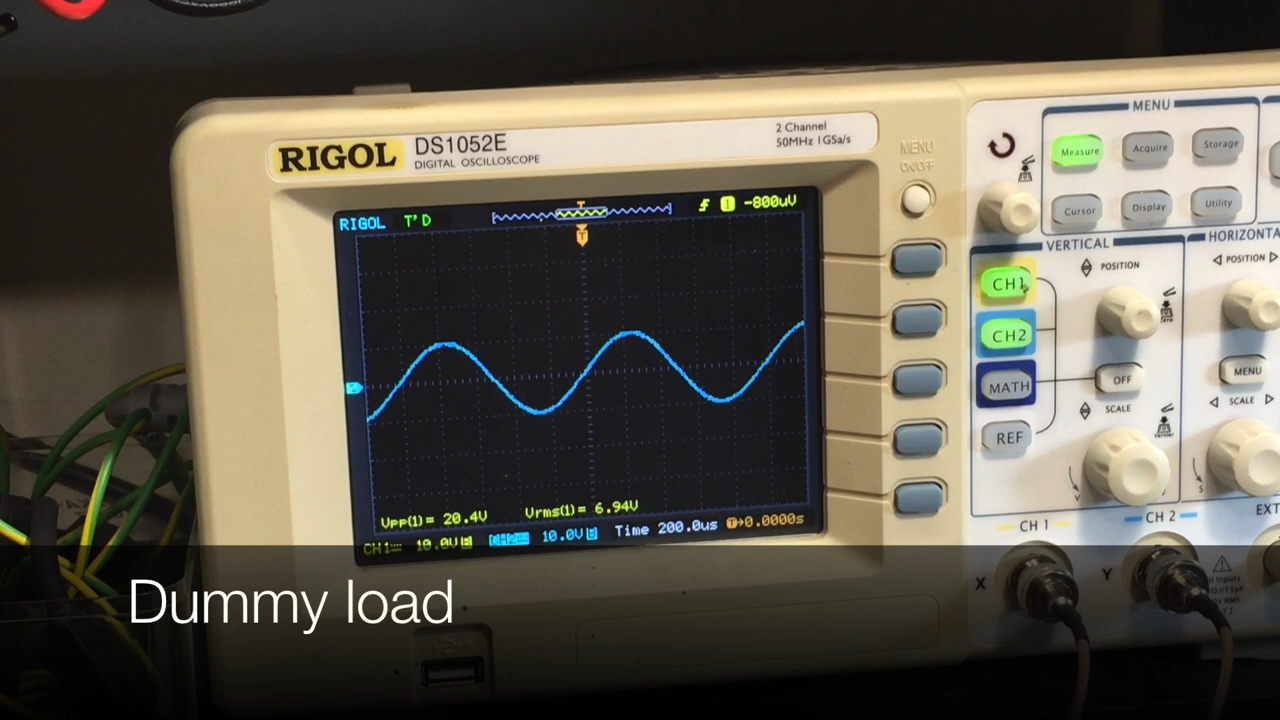 RIGOL
DS1052E
DIGITAL OSCILLOSCOPE
2 Channel
50MHz 1GSa/s
MENU
ON/OFF
RIGOL T'D
T
1 -800uV
T
Vpp(1)= 20.4V Vrms(1)= 6.94V
CH1 10.0V CH2 10.0V Time 200.0us T→0.0000s
MENU
Measure Acquire Storage
Cursor Display Utility
VERTICAL
POSITION
CH1
CH2
MATH
OFF
SCALE
REF
HORIZONTA
POSITION
MENU
SCALE
CH 1
CH 2
EXT
X
Y
Dummy load